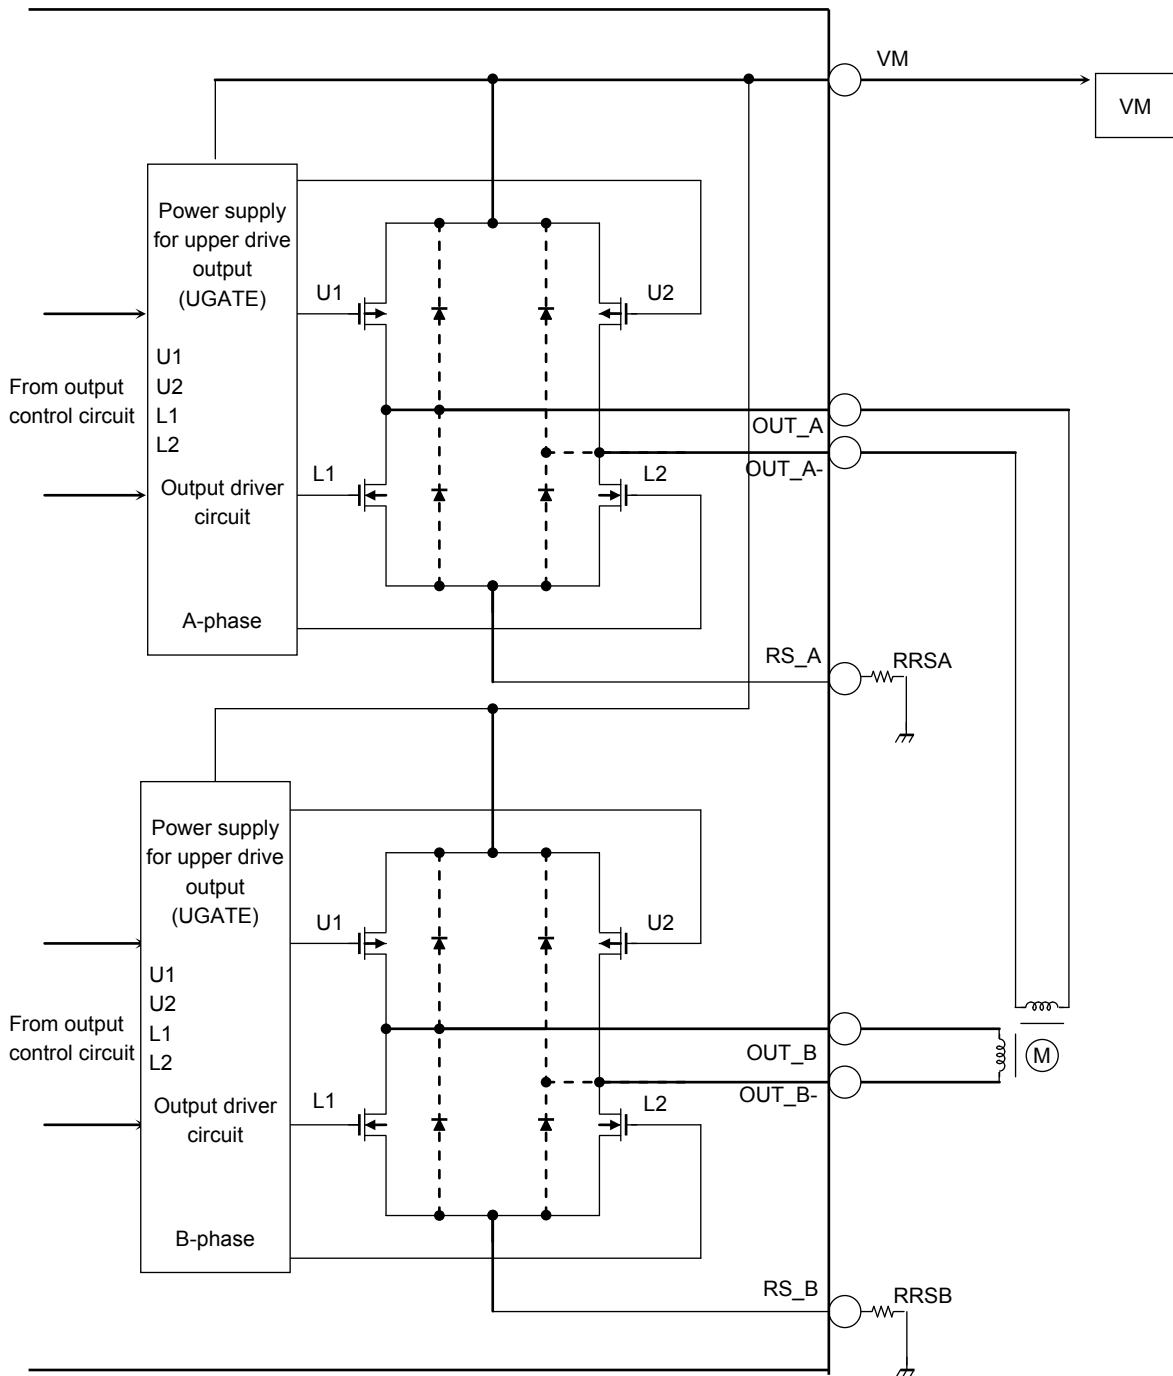 VM
VM
Power supply
for upper drive
output
(UGATE)
U1
U2
U1
U2
From output
control circuit
L1
L2
OUT_A
OUT_A-
L1
L2
Output driver
circuit
A-phase
RS_A
RRSA
Power supply
for upper drive
output
(UGATE)
U1
U2
U1
U2
From output
control circuit
L1
L2
OUT_B
M
OUT_B-
L1
L2
Output driver
circuit
B-phase
RS_B
RRSB